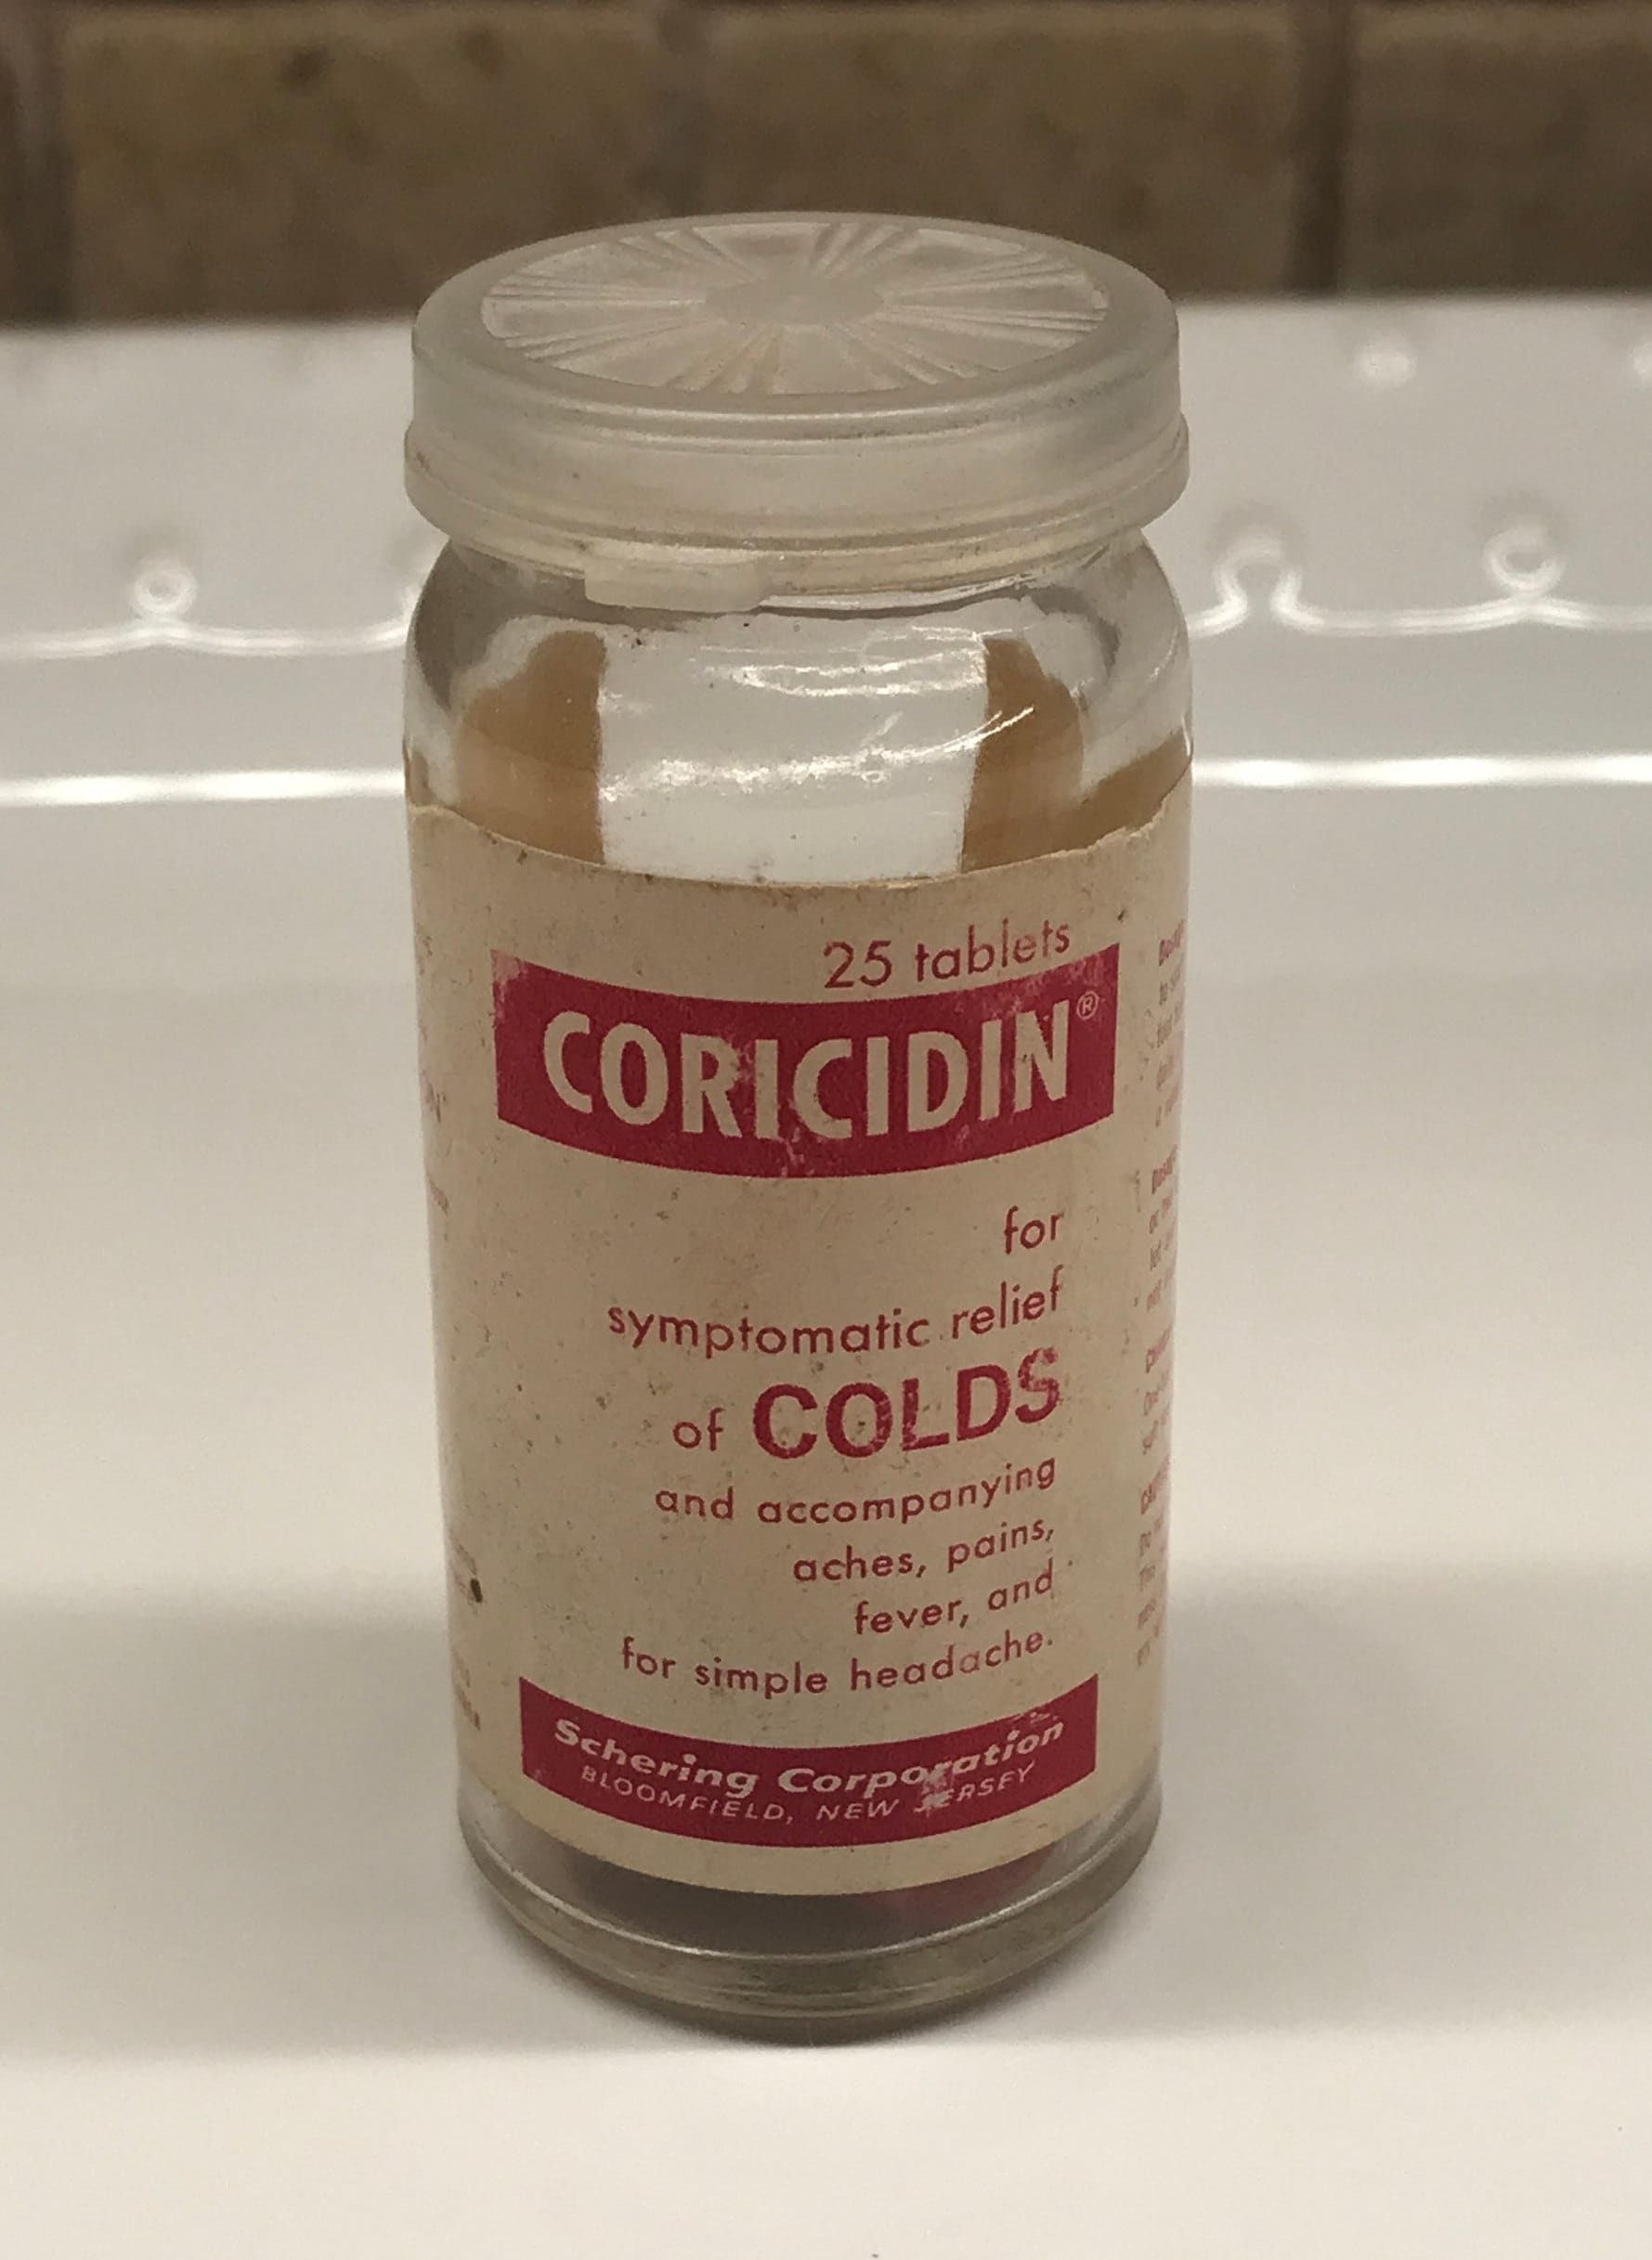 25 tablets
CORICIDIN®
for
symptomatic relief
of COLDS
and accompanying
aches, pains,
fever, and
for simple headache.
Schering Corporation
BLOOMFIELD, NEW JERSEY